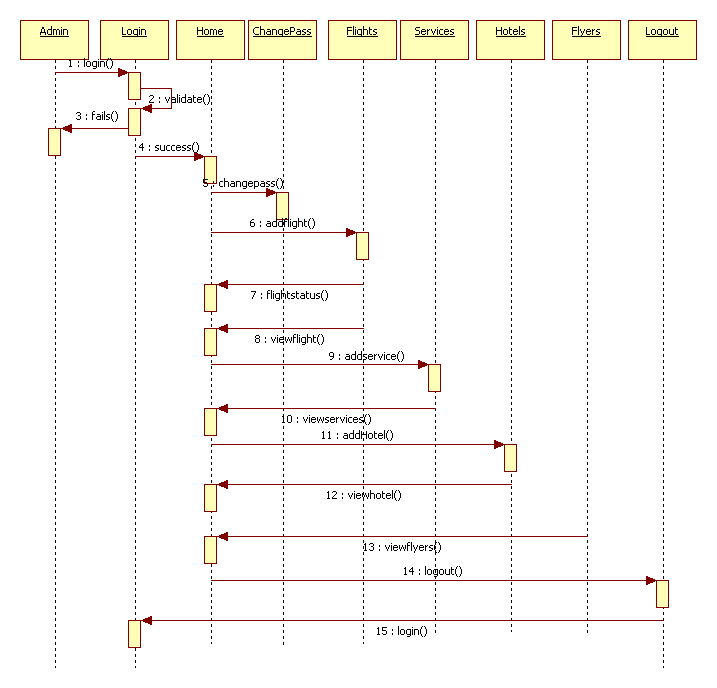 Admin
Login
Home
ChangePass
Flights
Services
Hotels
Flyers
Logout
1 : login()
2 : validate()
3 : fails()
4 : success()
5 : changepass()
6 : addflight()
7 : flightstatus()
8 : viewflight()
9 : addservice()
10 : viewservices()
11 : addHotel()
12 : viewhotel()
13 : viewflyers()
14 : logout()
15 : login()